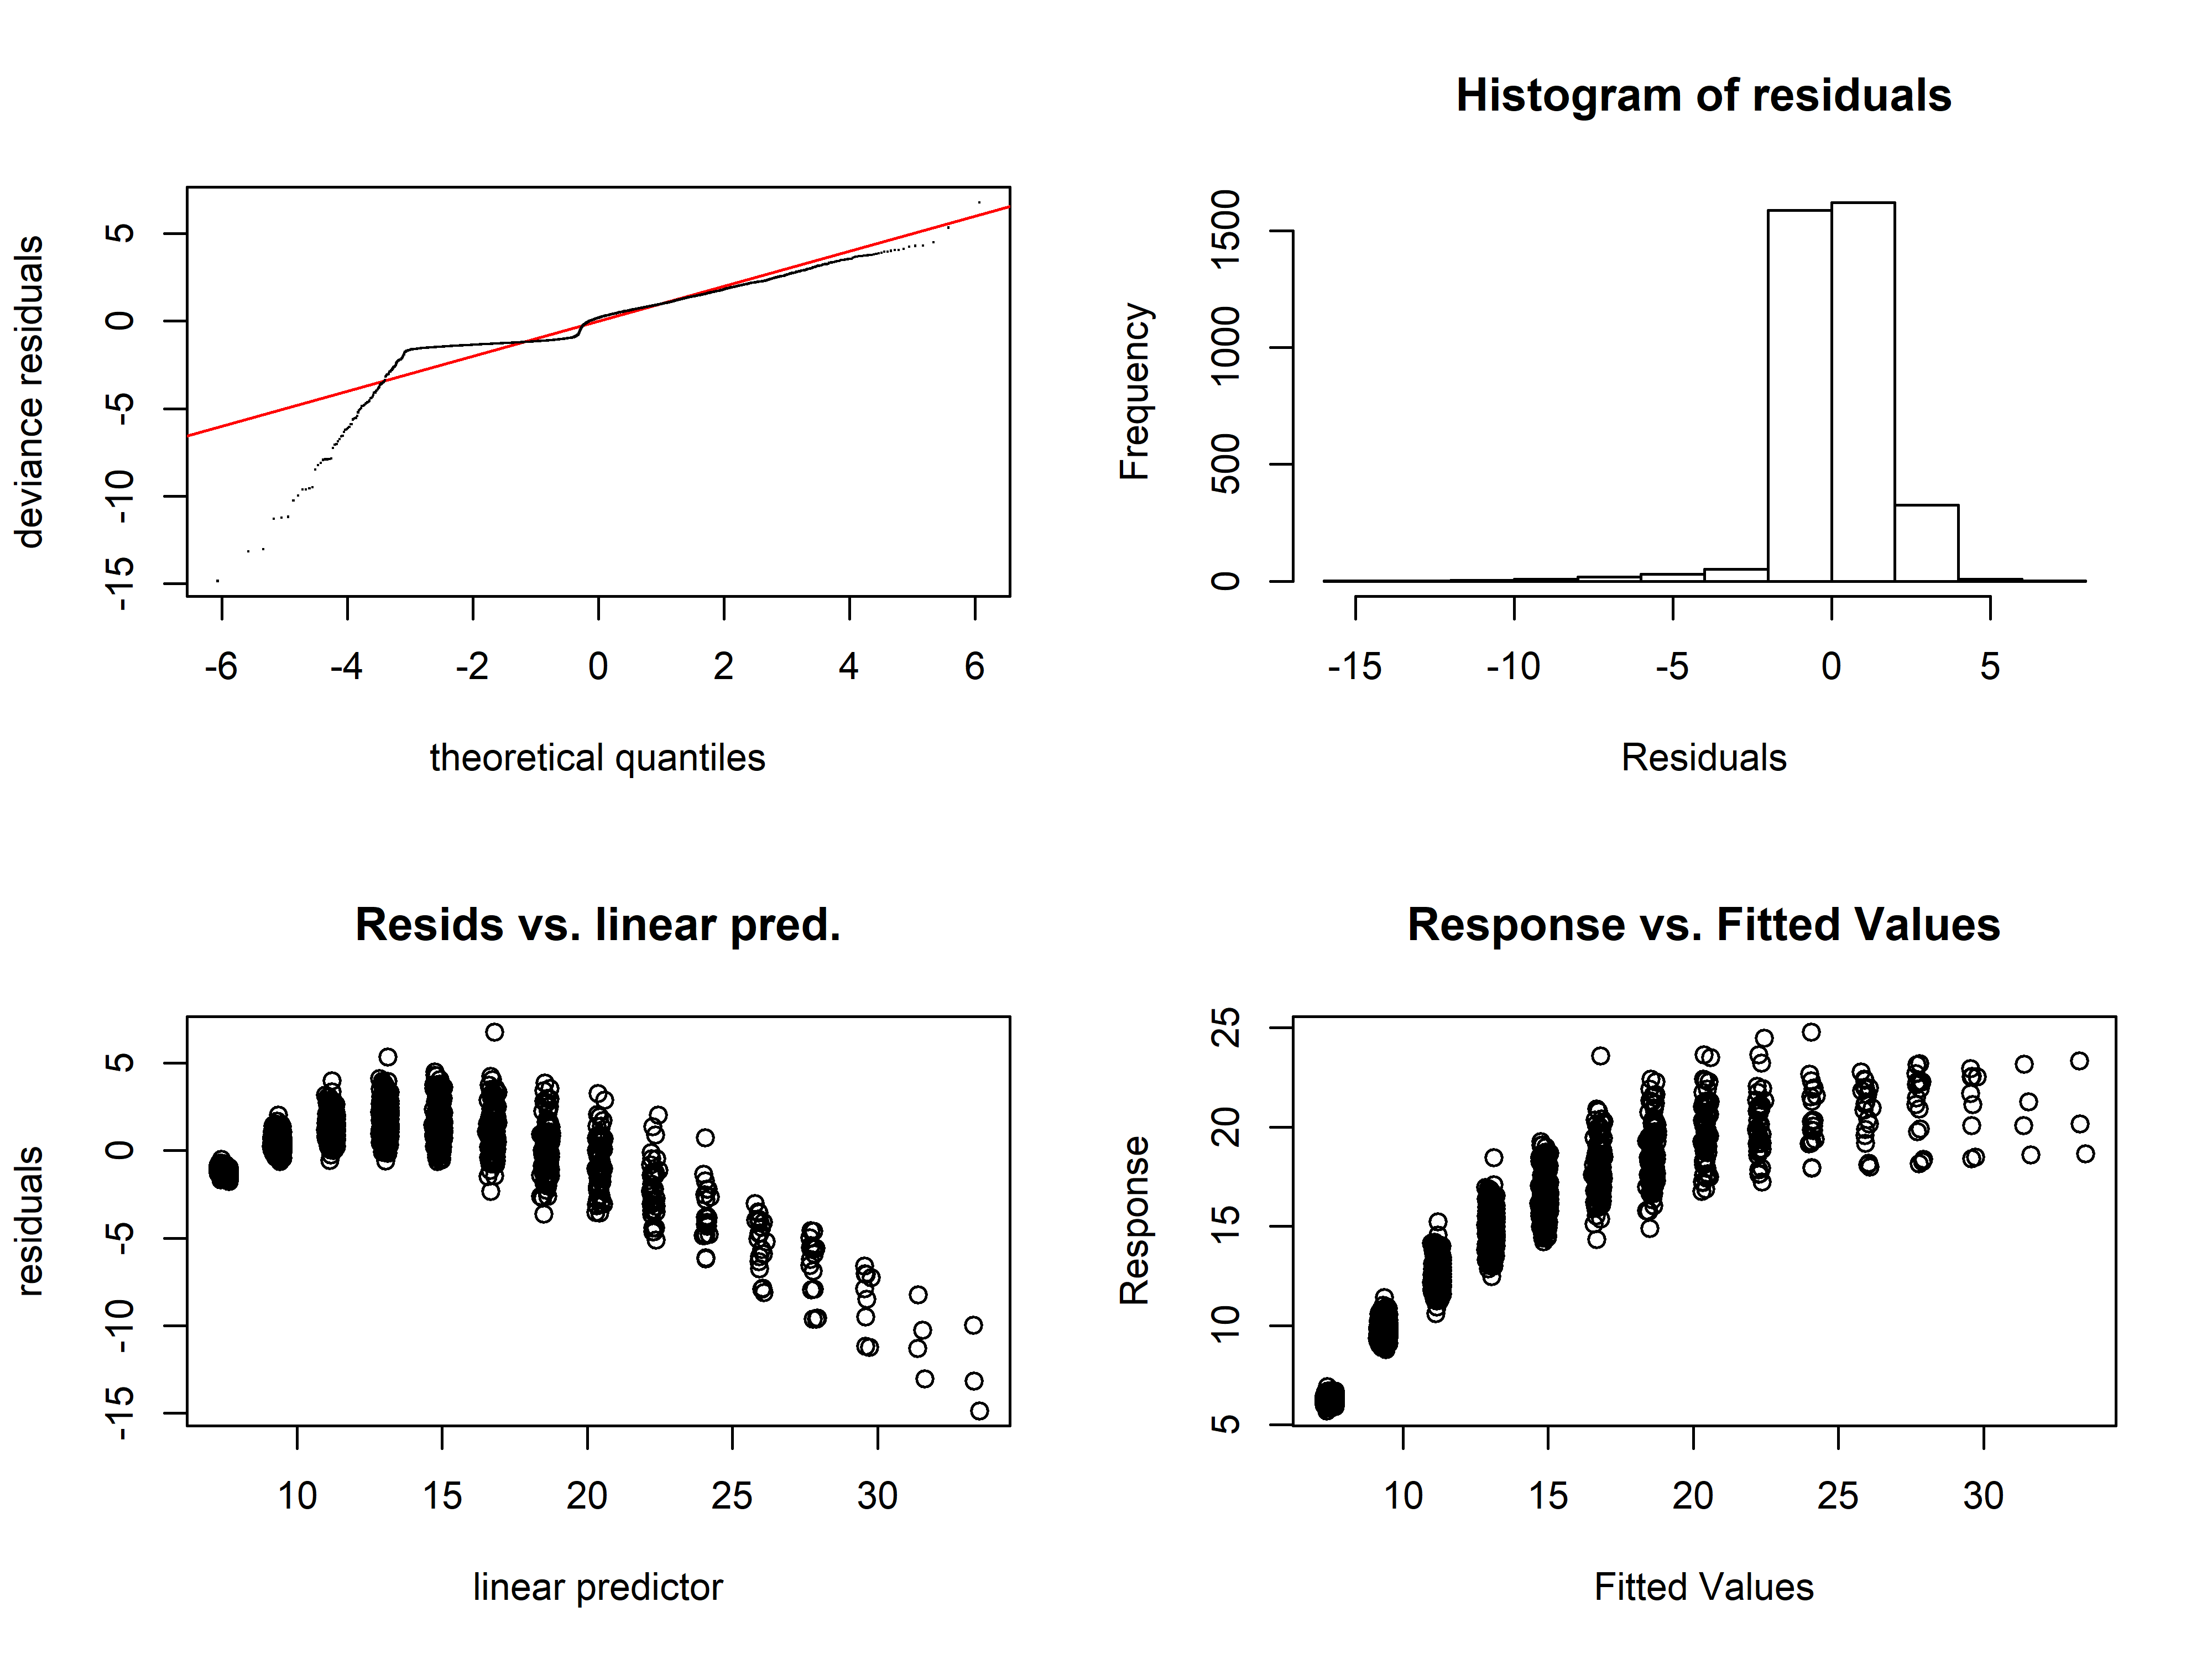 deviance residuals
5
0
-5
-10
-15
-6 -4 -2 0 2 4 6
theoretical quantiles
Histogram of residuals
Frequency
1500
1000
500
0
-15 -10 -5 0 5
Residuals
Resids vs. linear pred.
residuals
5
0
-5
-10
-15
10 15 20 25 30
linear predictor
Response vs. Fitted Values
Response
25
20
15
10
5
10 15 20 25 30
Fitted Values